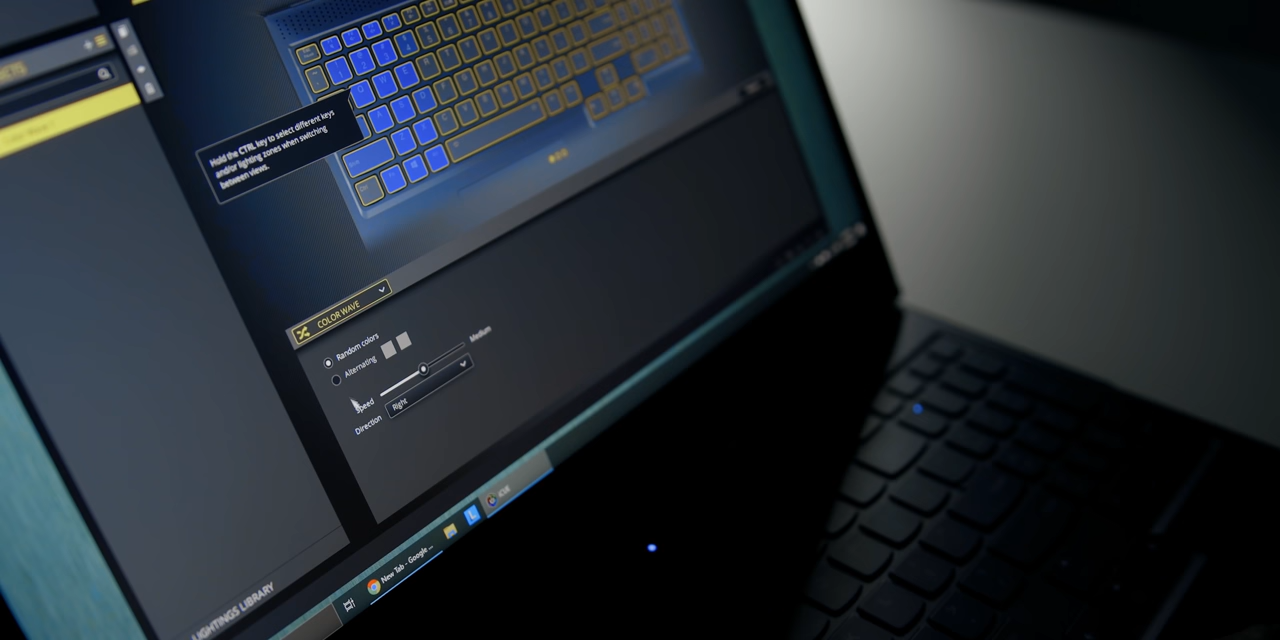 Hold the CTRL key to select different keys
and/or lighting zones when switching
between views.
COLOR WAVE
Random colors
Alternating
Speed
Medium
Direction
Right
LIGHTINGS LIBRARY
New Tab - Google ...
iCUE